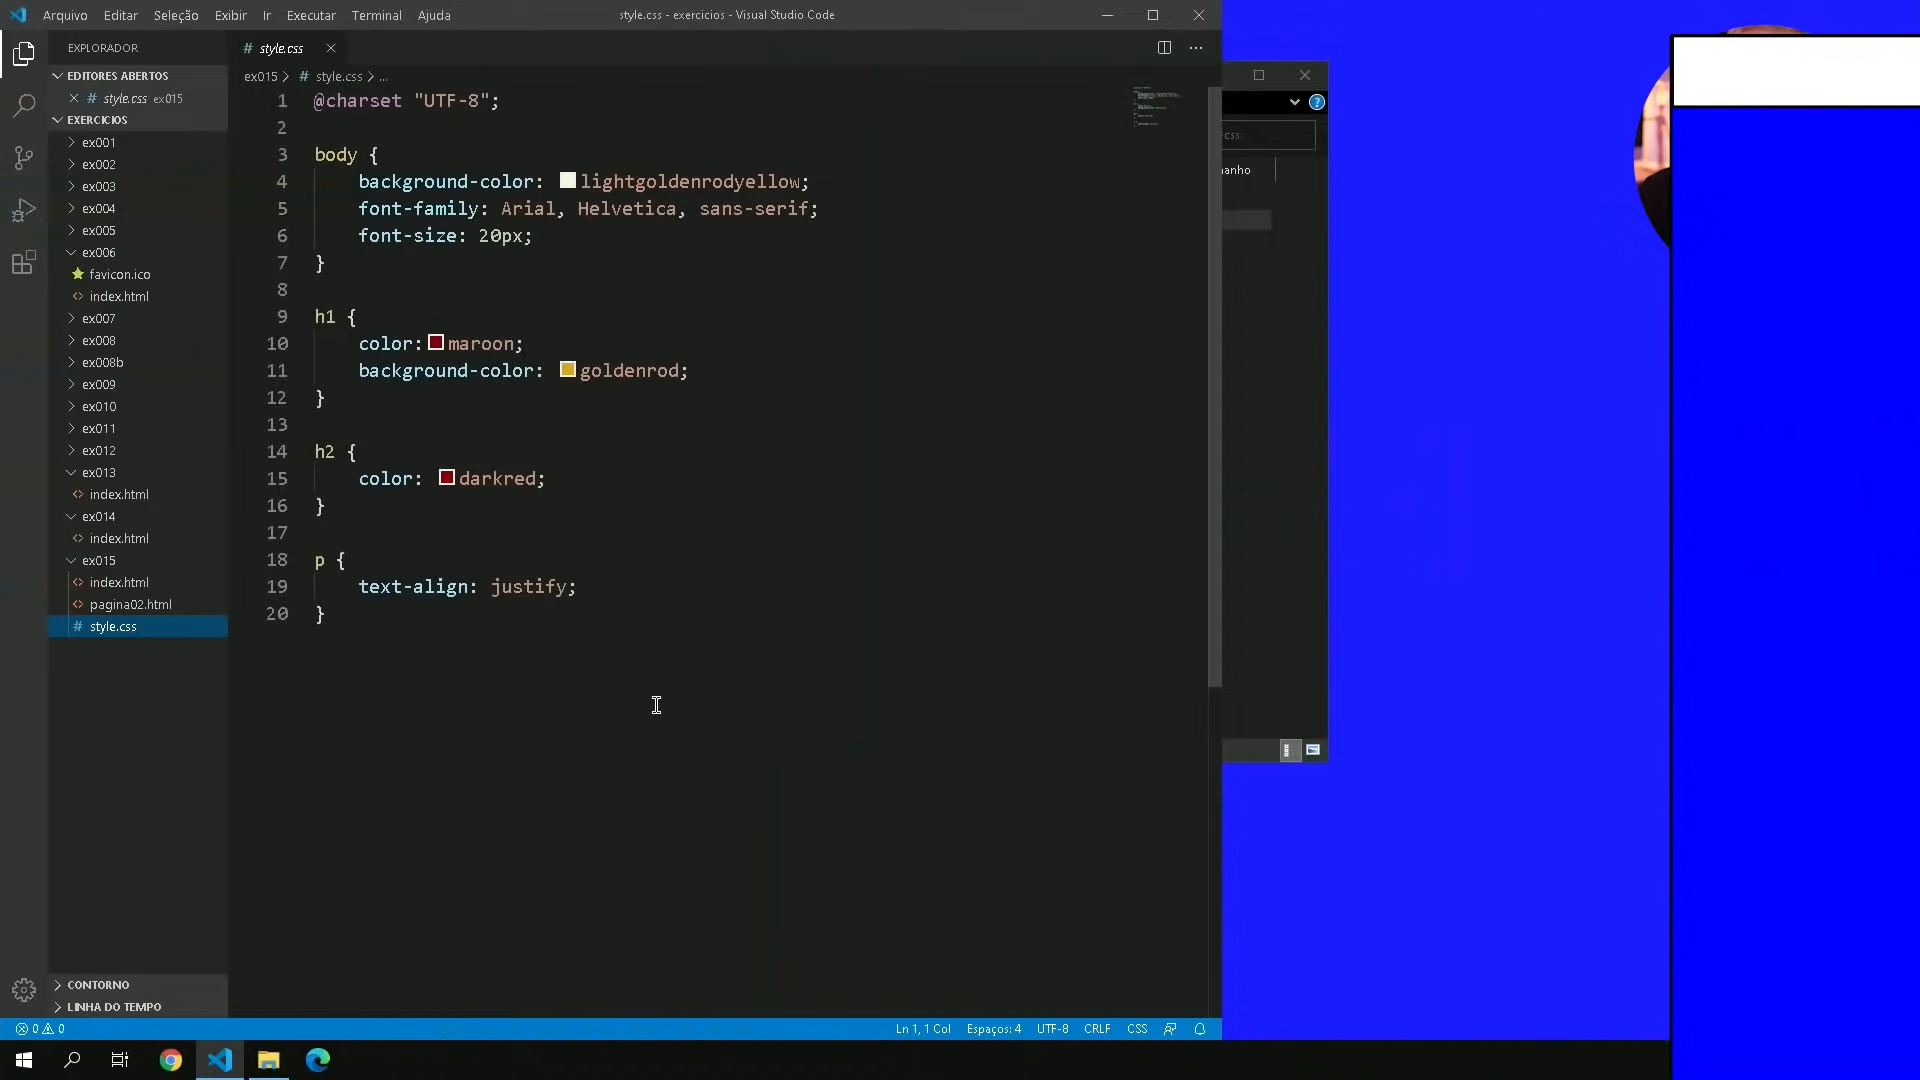 Arquivo Editar Seleção Exibir Ir Executar Terminal Ajuda
style.css - exercicios - Visual Studio Code
EXPLORADOR
EDITORES ABERTOS
style.css ex015
EXERCICIOS
ex001
ex002
ex003
ex004
ex005
ex006
favicon.ico
index.html
ex007
ex008
ex008b
ex009
ex010
ex011
ex012
ex013
index.html
ex014
index.html
ex015
index.html
pagina02.html
style.css
CONTORNO
LINHA DO TEMPO
style.css
ex015 > style.css > ...
1 @charset "UTF-8";
2
3 body {
4 background-color: lightgoldenrodyellow;
5 font-family: Arial, Helvetica, sans-serif;
6 font-size: 20px;
7 }
8
9 h1 {
10 color: maroon;
11 background-color: goldenrod;
12 }
13
14 h2 {
15 color: darkred;
16 }
17
18 p {
19 text-align: justify;
20 }
0 0
Ln 1, 1 Col Espaços: 4 UTF-8 CRLF CSS